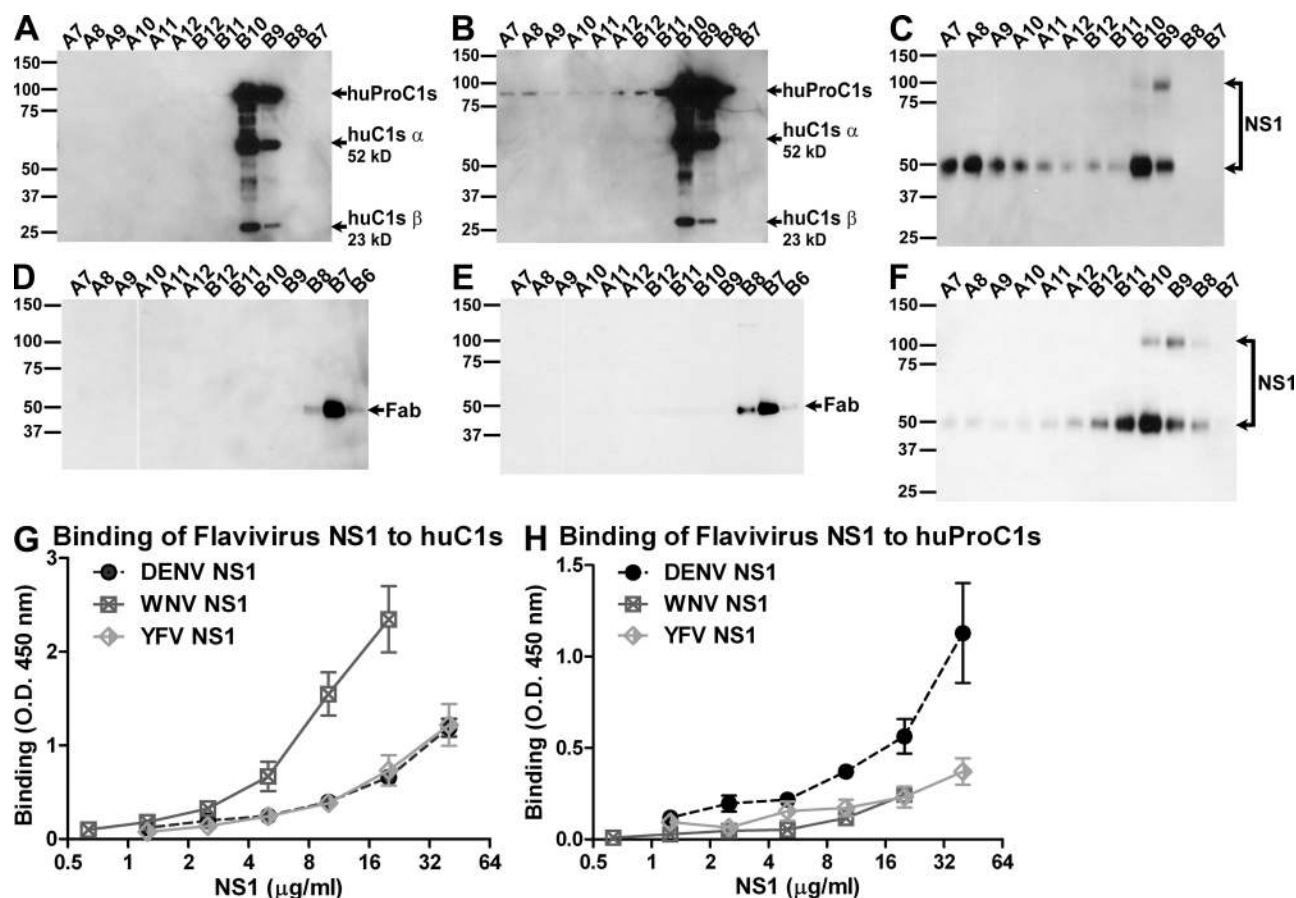 A
A7 A8 A9 A10 A11 A12 B12 B11 B10 B9 B8 B7
150
100
75
50
37
25
huProC1s
huC1s α
52 kD
huC1s β
23 kD
B
A7 A8 A9 A10 A11 A12 B12 B11 B10 B9 B8 B7
150
100
75
50
37
25
huProC1s
huC1s α
52 kD
huC1s β
23 kD
C
A7 A8 A9 A10 A11 A12 B12 B11 B10 B9 B8 B7
150
100
75
50
37
25
NS1
D
A7 A8 A9 A10 A11 A12 B12 B11 B10 B9 B8 B7 B6
150
100
75
50
37
Fab
E
A7 A8 A9 A10 A11 A12 B12 B11 B10 B9 B8 B7 B6
150
100
75
50
37
Fab
F
A7 A8 A9 A10 A11 A12 B12 B11 B10 B9 B8 B7
150
100
75
50
37
25
NS1
G Binding of Flavivirus NS1 to huC1s
DENV NS1
WNV NS1
YFV NS1
Binding (O.D. 450 nm)
3
2
1
0
0.5 1 2 4 8 16 32 64
NS1 (µg/ml)
H Binding of Flavivirus NS1 to huProC1s
DENV NS1
WNV NS1
YFV NS1
Binding (O.D. 450 nm)
1.5
1.0
0.5
0.0
0.5 1 2 4 8 16 32 64
NS1 (µg/ml)